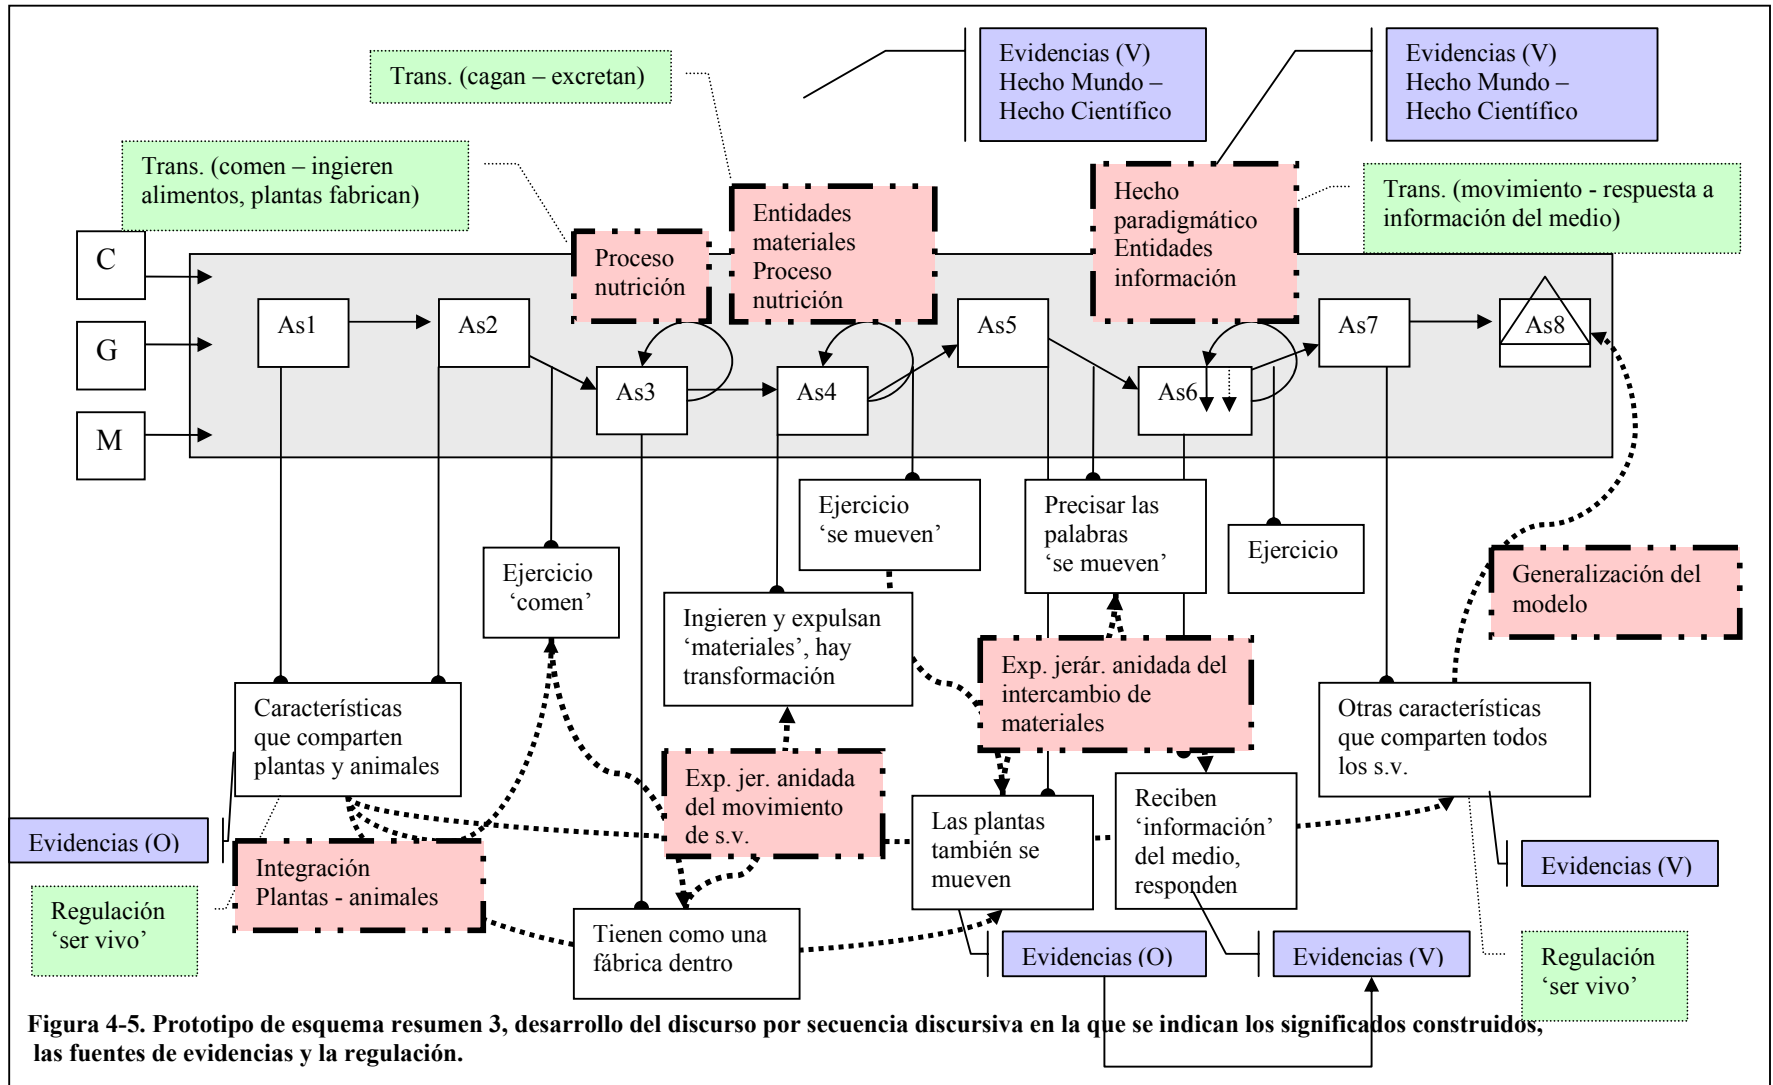 Evidencias (V)
Hecho Mundo –
Hecho Científico
Evidencias (V)
Hecho Mundo –
Hecho Científico
Trans. (cagan – excretan)
Trans. (comen – ingieren
alimentos, plantas fabrican)
Entidades
materiales
Proceso
nutrición
Hecho
paradigmático
Entidades
información
Trans. (movimiento - respuesta a
información del medio)
Proceso
nutrición
C
G
M
As1
As2
As3
As4
As5
As6
As7
As8
Ejercicio
‘se mueven’
Precisar las
palabras
‘se mueven’
Ejercicio
Ejercicio
‘comen’
Generalización del
modelo
Ingieren y expulsan
‘materiales’, hay
transformación
Exp. jerár. anidada del
intercambio de
materiales
Características
que comparten
plantas y animales
Otras características
que comparten todos
los s.v.
Exp. jer. anidada
del movimiento
de s.v.
Las plantas
también se
mueven
Reciben
‘información’
del medio,
responden
Evidencias (O)
Integración
Plantas - animales
Evidencias (V)
Regulación
‘ser vivo’
Tienen como una
fábrica dentro
Evidencias (O)
Evidencias (V)
Regulación
‘ser vivo’
Figura 4-5. Prototipo de esquema resumen 3, desarrollo del discurso por secuencia discursiva en la que se indican los significados construidos,
las fuentes de evidencias y la regulación.